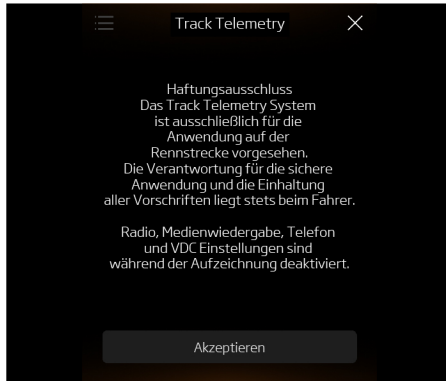 Track Telemetry
Haftungsausschluss
Das Track Telemetry System
ist ausschließlich für die
Anwendung auf der
Rennstrecke vorgesehen.
Die Verantwortung für die sichere
Anwendung und die Einhaltung
aller Vorschriften liegt stets beim Fahrer.
Radio, Medienwiedergabe, Telefon
und VDC Einstellungen sind
während der Aufzeichnung deaktiviert.
Akzeptieren